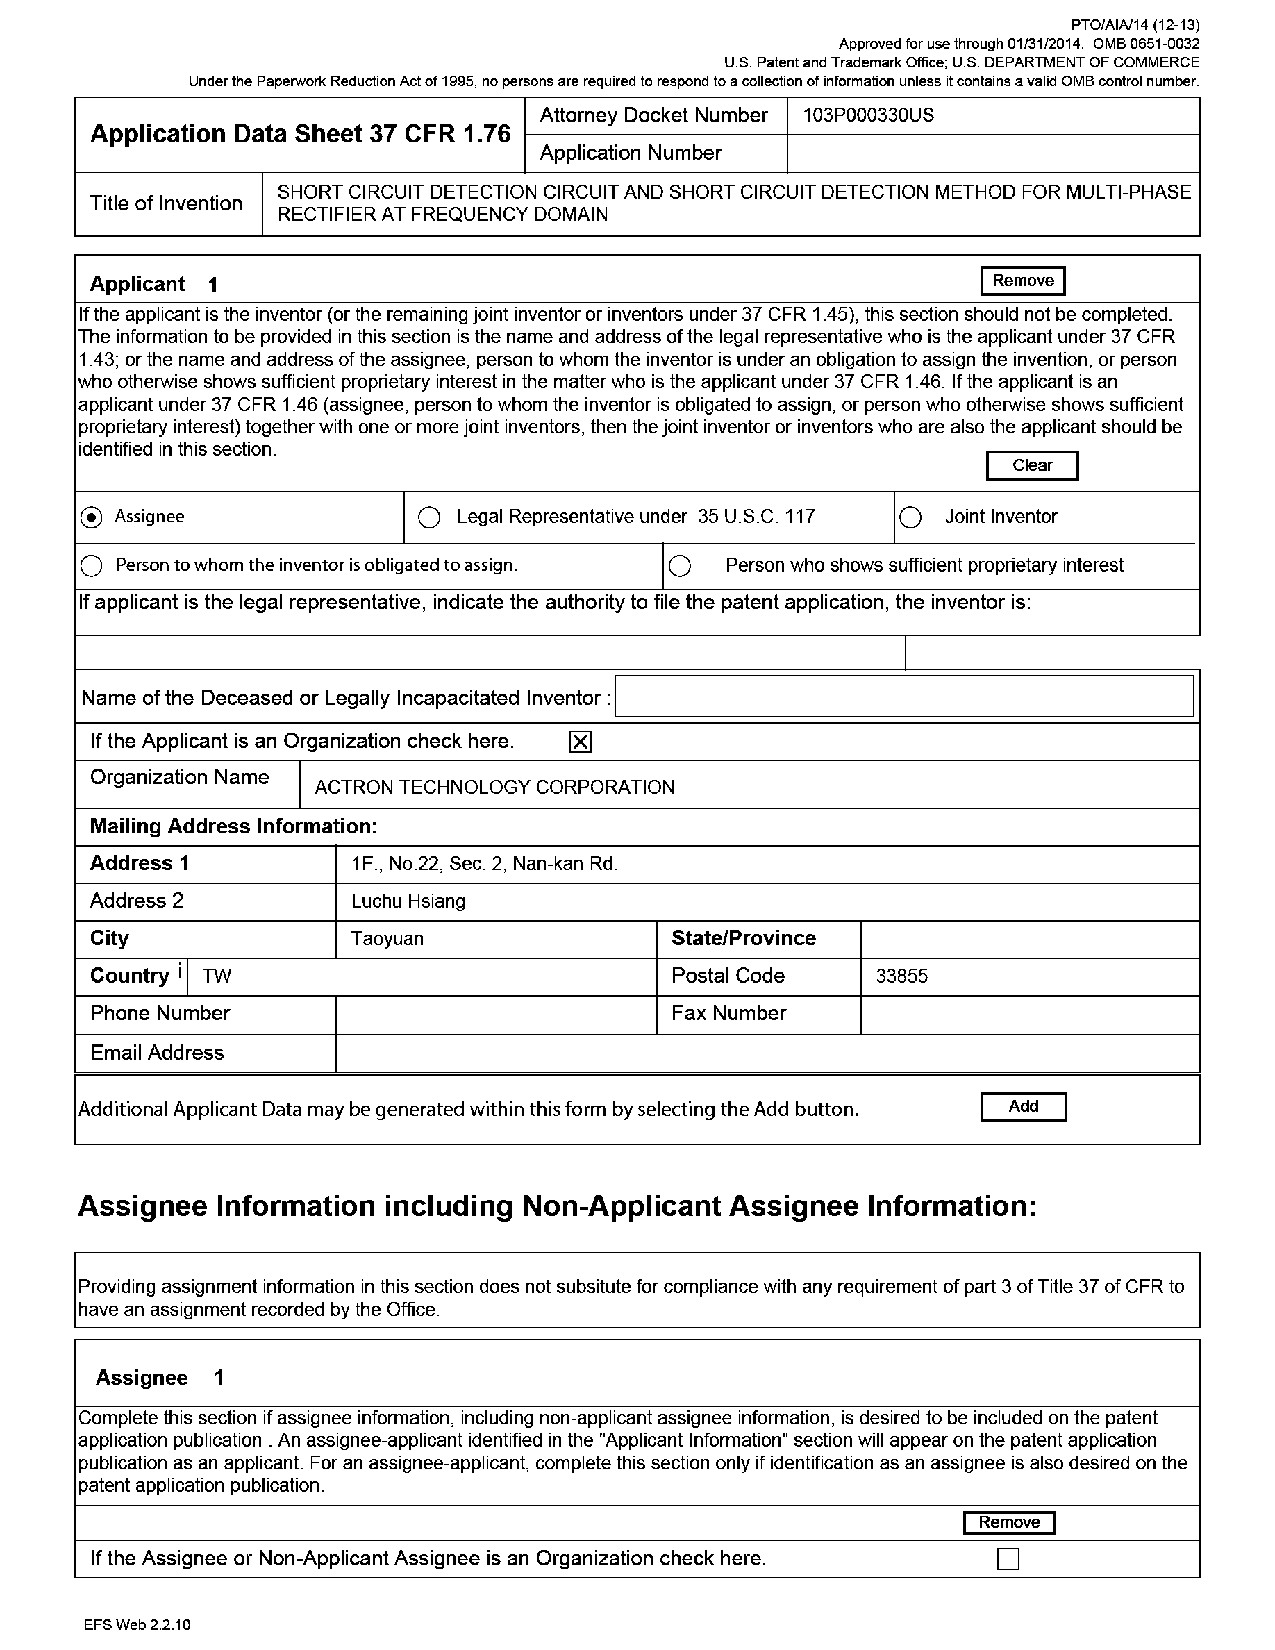 PTO/AIA/14 (12-13)
Approved for use through 01/31/2014. OMB 0651-0032
U.S. Patent and Trademark Office; U.S. DEPARTMENT OF COMMERCE
Under the Paperwork Reduction Act of 1995, no persons are required to respond to a collection of information unless it contains a valid OMB control number.
Application Data Sheet 37 CFR 1.76
Attorney Docket Number 103P000330US
Application Number
Title of Invention
SHORT CIRCUIT DETECTION CIRCUIT AND SHORT CIRCUIT DETECTION METHOD FOR MULTI-PHASE
RECTIFIER AT FREQUENCY DOMAIN
Applicant 1 Remove
If the applicant is the inventor (or the remaining joint inventor or inventors under 37 CFR 1.45), this section should not be completed.
The information to be provided in this section is the name and address of the legal representative who is the applicant under 37 CFR
1.43; or the name and address of the assignee, person to whom the inventor is under an obligation to assign the invention, or person
who otherwise shows sufficient proprietary interest in the matter who is the applicant under 37 CFR 1.46. If the applicant is an
applicant under 37 CFR 1.46 (assignee, person to whom the inventor is obligated to assign, or person who otherwise shows sufficient
proprietary interest) together with one or more joint inventors, then the joint inventor or inventors who are also the applicant should be
identified in this section.
Clear
Assignee Legal Representative under 35 U.S.C. 117 Joint Inventor
Person to whom the inventor is obligated to assign. Person who shows sufficient proprietary interest
If applicant is the legal representative, indicate the authority to file the patent application, the inventor is:
Name of the Deceased or Legally Incapacitated Inventor :
If the Applicant is an Organization check here. X
Organization Name
ACTRON TECHNOLOGY CORPORATION
Mailing Address Information:
Address 1 1F., No.22, Sec. 2, Nan-kan Rd.
Address 2 Luchu Hsiang
City Taoyuan State/Province
Country i TW Postal Code 33855
Phone Number Fax Number
Email Address
Additional Applicant Data may be generated within this form by selecting the Add button. Add
Assignee Information including Non-Applicant Assignee Information:
Providing assignment information in this section does not subsitute for compliance with any requirement of part 3 of Title 37 of CFR to
have an assignment recorded by the Office.
Assignee 1
Complete this section if assignee information, including non-applicant assignee information, is desired to be included on the patent
application publication . An assignee-applicant identified in the "Applicant Information" section will appear on the patent application
publication as an applicant. For an assignee-applicant, complete this section only if identification as an assignee is also desired on the
patent application publication.
Remove
If the Assignee or Non-Applicant Assignee is an Organization check here.
EFS Web 2.2.10